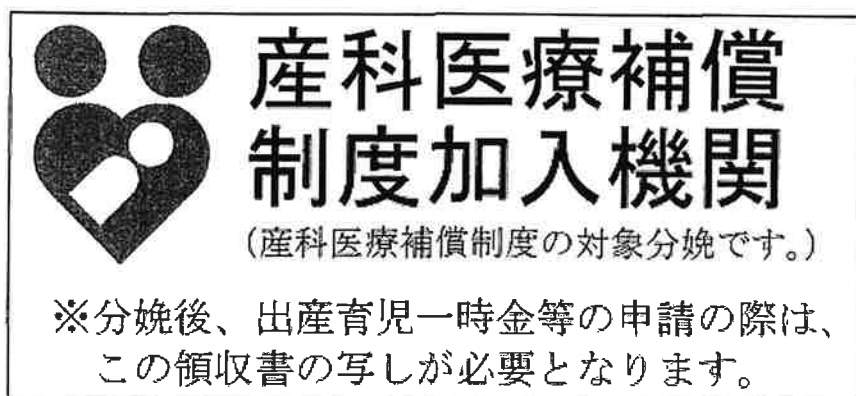 産科医療補償
制度加入機関
(産科医療補償制度の対象分娩です。)
※分娩後、出産育児一時金等の申請の際は、
この領収書の写しが必要となります。